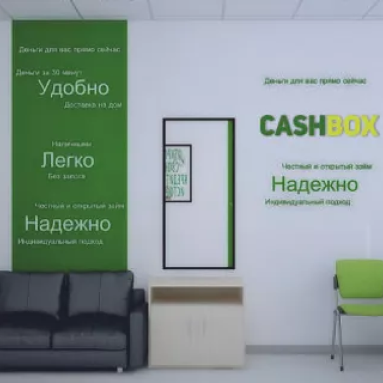 Деньги для вас прямо сейчас
Деньги за 30 минут
Удобно
Доставка на дом
Наличными
Легко
Без залога
Честный и открытый займ
Надежно
Индивидуальный подход
Деньги для вас прямо сейчас
CASHBOX
Честный и открытый займ
Надежно
Индивидуальный подход